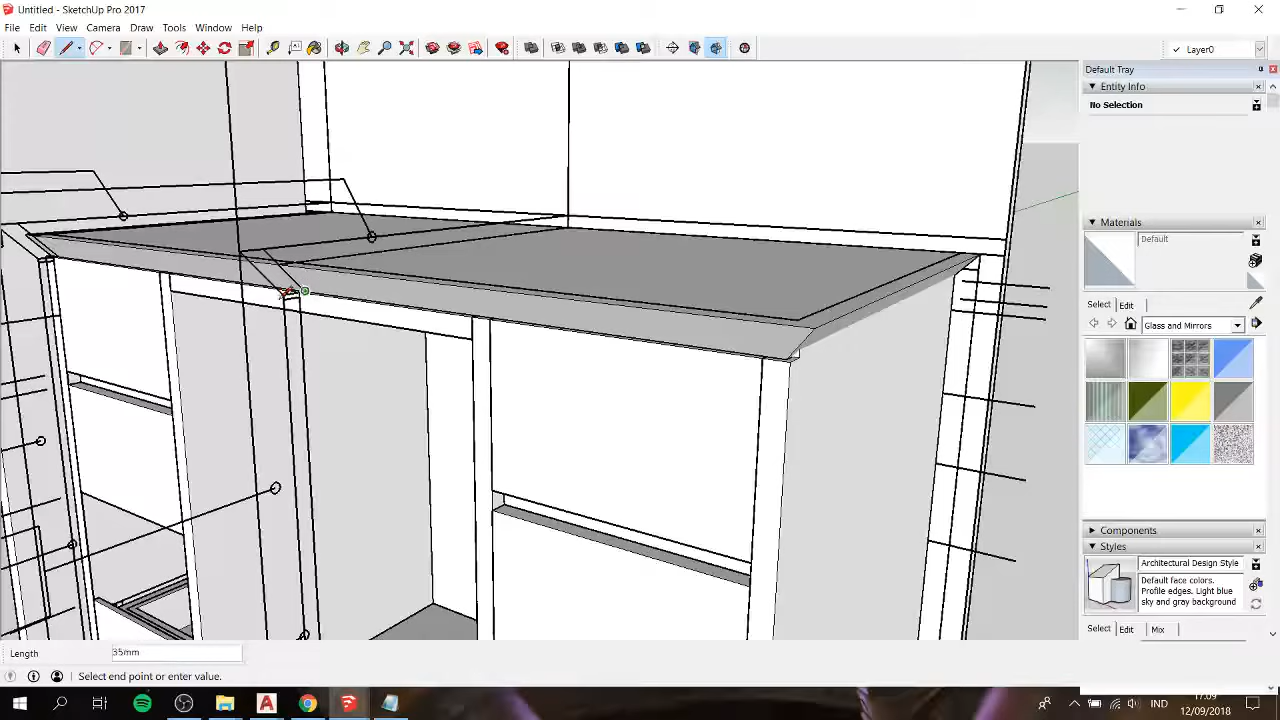 Untitled - SketchUp Pro 2017
File Edit View Camera Draw Tools Window Help
Layer0
Default Tray
Entity Info
No Selection
Materials
Default
Select Edit
Glass and Mirrors
Components
Styles
Architectural Design Style
Default face colors.
Profile edges. Light blue
sky and gray background
Select Edit Mix
Length 35mm
Select end point or enter value.
IND
17.09
12/09/2018